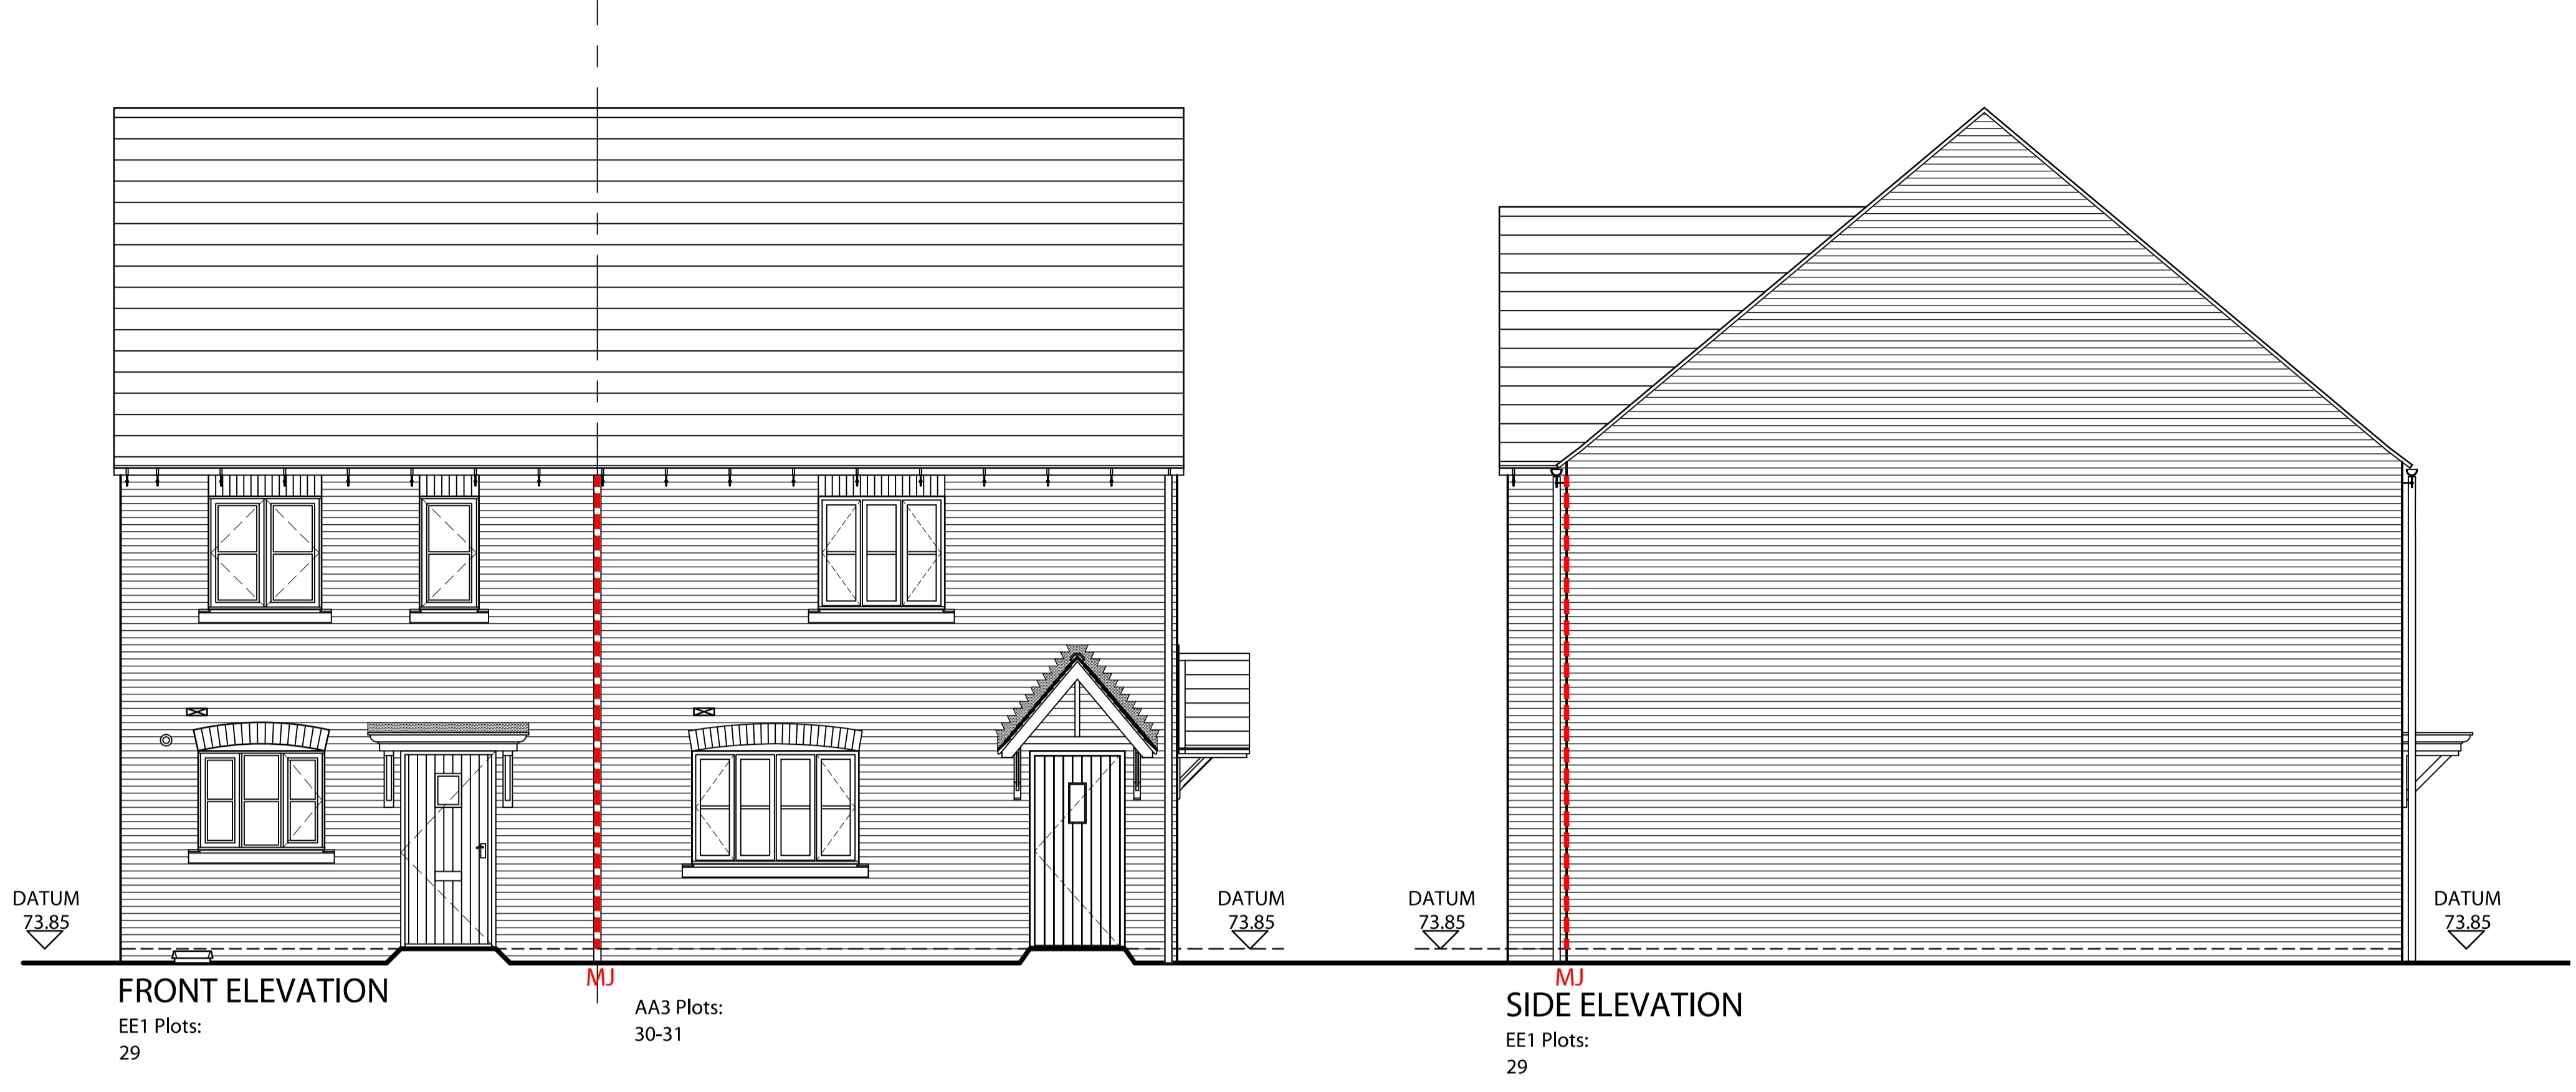 DATUM
73.85
DATUM
73.85
DATUM
73.85
DATUM
73.85
MJ
MJ
FRONT ELEVATION
EE1 Plots:
29
AA3 Plots:
30-31
SIDE ELEVATION
EE1 Plots:
29